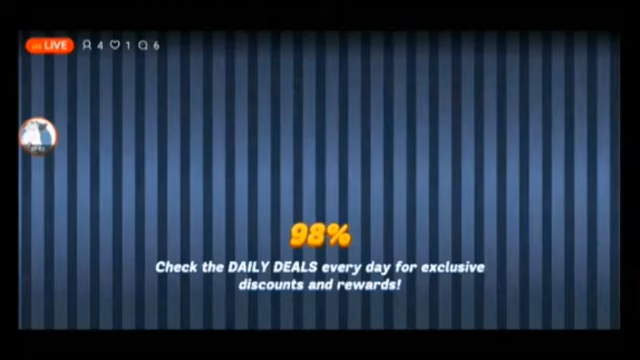 LIVE 4 1 6
98%
Check the DAILY DEALS every day for exclusive
discounts and rewards!